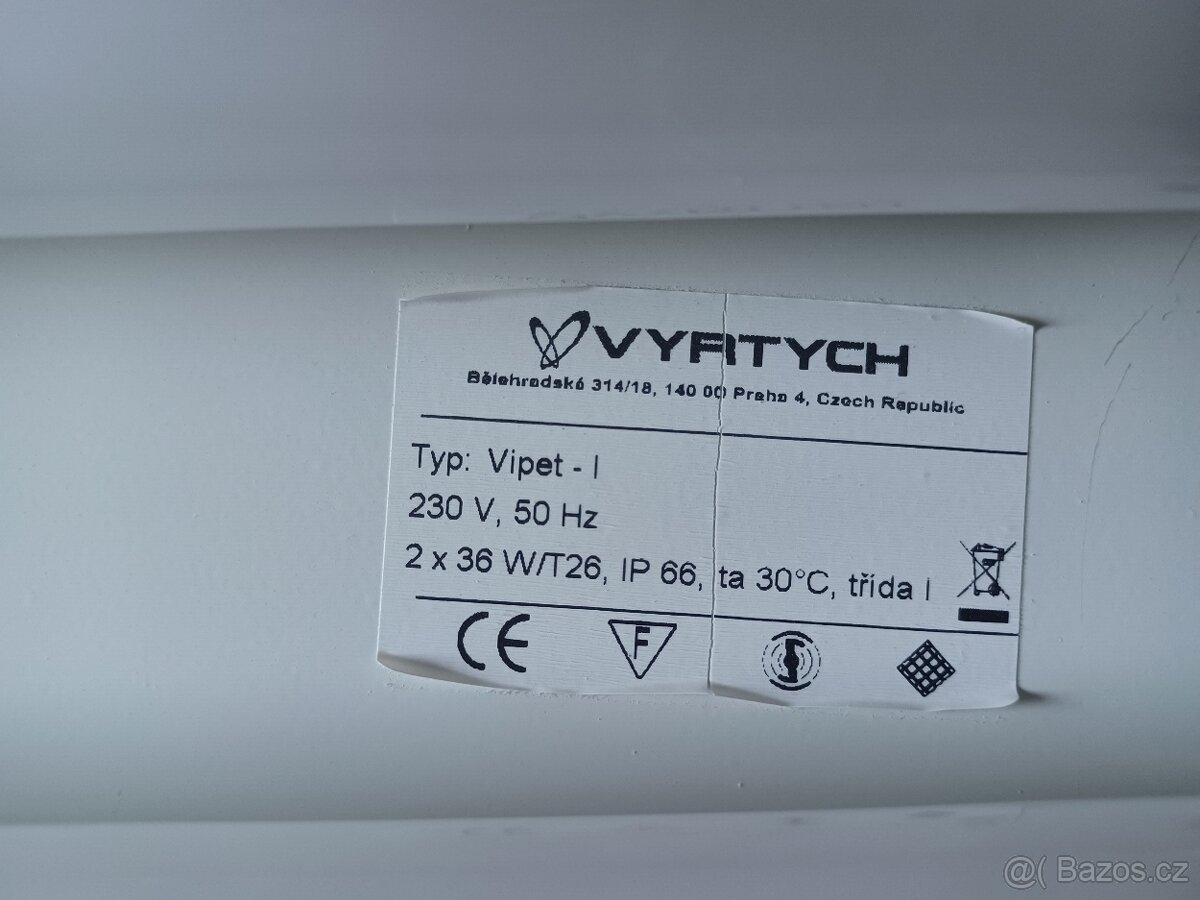 VYRTYCH
Bělehradská 314/18, 140 00 Praha 4, Czech Republic
Typ: Vipet - I
230 V, 50 Hz
2 x 36 W/T26, IP 66, ta 30°C, třída I
CE
F
@( Bazos.cz